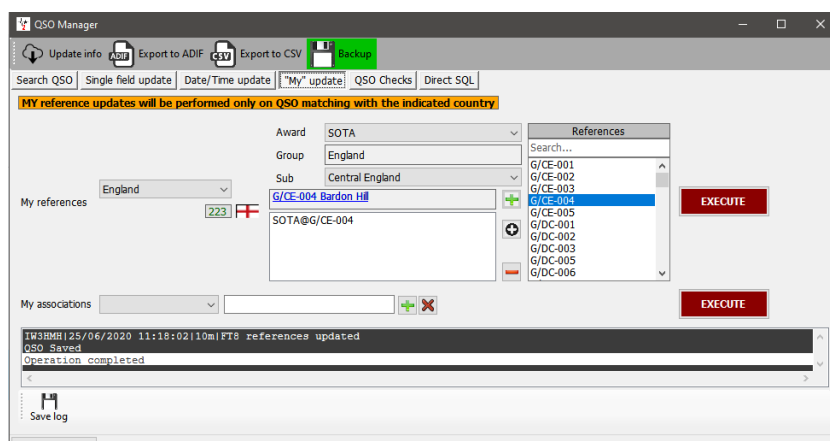 QSO Manager
Update info ADIF Export to ADIF CSV Export to CSV Backup
Search QSO Single field update Date/Time update "My" update QSO Checks Direct SQL
MY reference updates will be performed only on QSO matching with the indicated country
Award SOTA
Group England
Sub Central England
My references England
223
G/CE-004 Bardon Hill
SOTA@G/CE-004
References
Search...
G/CE-001
G/CE-002
G/CE-003
G/CE-004
G/CE-005
G/DC-001
G/DC-002
G/DC-003
G/DC-005
G/DC-006
EXECUTE
My associations
EXECUTE
IW3HMH|25/06/2020 11:18:02|10m|FT8 references updated
QSO Saved
Operation completed
Save log